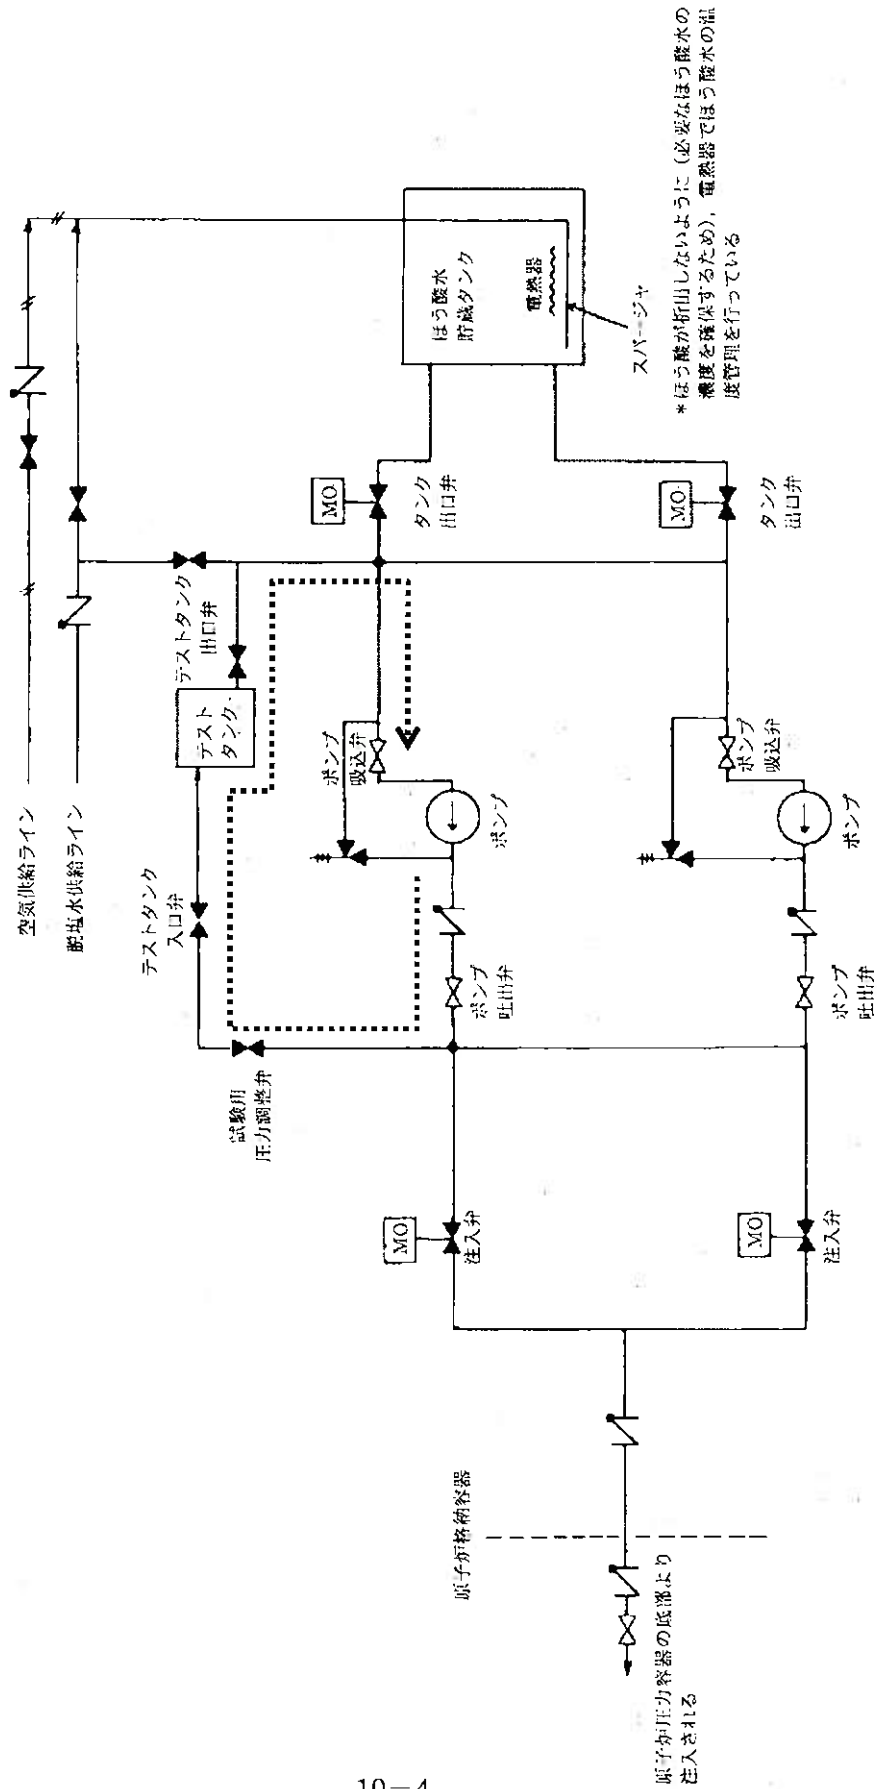 空気供給ライン
脱塩水供給ライン
テストタンク
入口弁
テスト
タンク
テストタンク
出口弁
試験用
圧力調整弁
MO
タンク
出口弁
MO
タンク
出口弁
ほう酸水
貯蔵タンク
電熱器
スパージャ
*ほう酸が析出しないように（必要なほう酸水の
濃度を確保するため），電熱器でほう酸水の温
度管理を行っている
ポンプ
吸込弁
ポンプ
ポンプ
吐出弁
ポンプ
吸込弁
ポンプ
ポンプ
吐出弁
MO
注入弁
MO
注入弁
原子炉格納容器
原子炉圧力容器の底部より
注入される
10-4